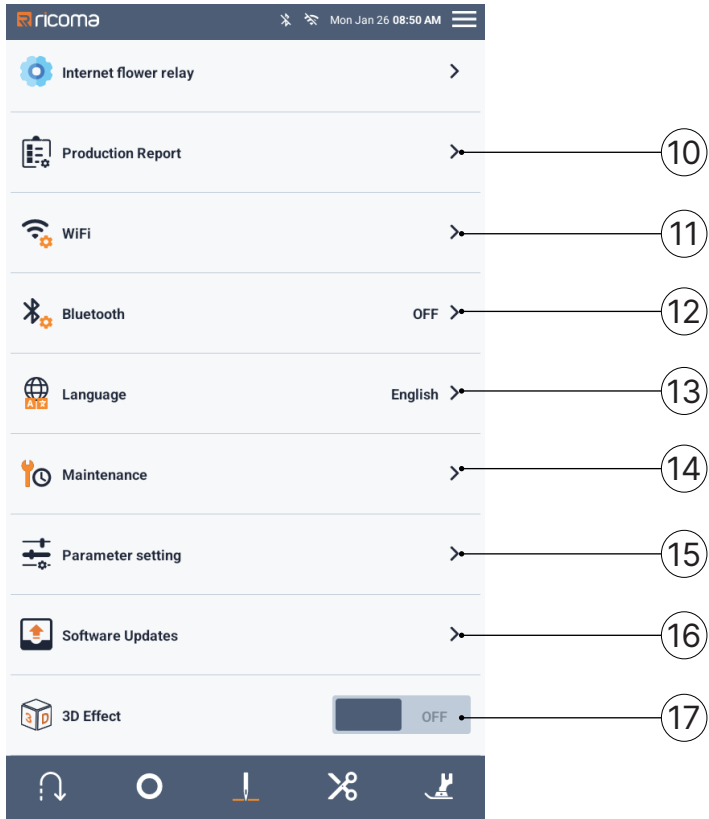 ricoma
Mon Jan 26 08:50 AM
Internet flower relay
Production Report
10
WiFi
11
Bluetooth
OFF
12
Language
English
13
Maintenance
14
Parameter setting
15
Software Updates
16
3D Effect
OFF
17